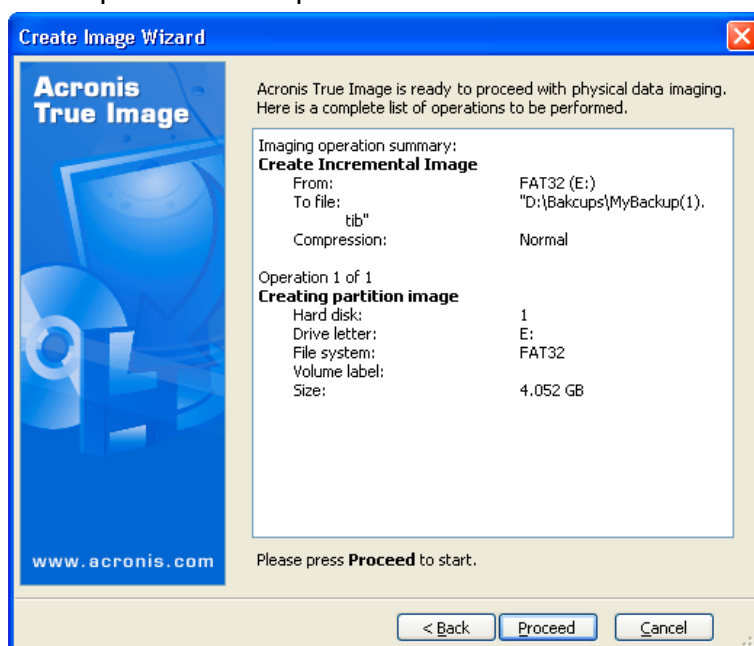 Create Image Wizard
Acronis
True Image
Acronis True Image is ready to proceed with physical data imaging.
Here is a complete list of operations to be performed.
Imaging operation summary:
Create Incremental Image
From: FAT32 (E:)
To file: "D:\Bakcups\MyBackup(1).
tib"
Compression: Normal
Operation 1 of 1
Creating partition image
Hard disk: 1
Drive letter: E:
File system: FAT32
Volume label:
Size: 4.052 GB
www.acronis.com
Please press Proceed to start.
< Back Proceed Cancel